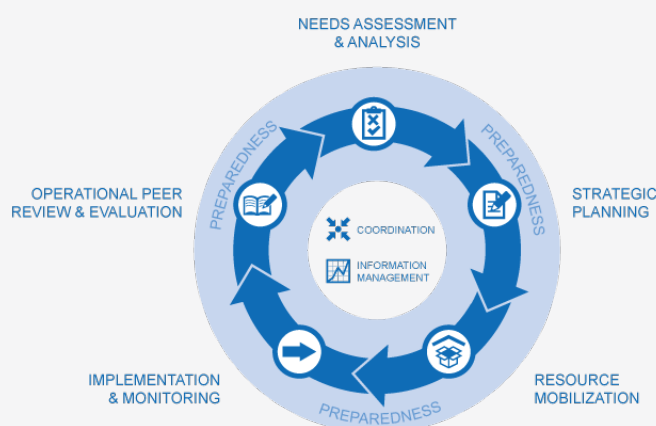 NEEDS ASSESSMENT
& ANALYSIS
PREPAREDNESS
PREPAREDNESS
OPERATIONAL PEER
REVIEW & EVALUATION
STRATEGIC
PLANNING
COORDINATION
INFORMATION
MANAGEMENT
IMPLEMENTATION
& MONITORING
RESOURCE
MOBILIZATION
PREPAREDNESS